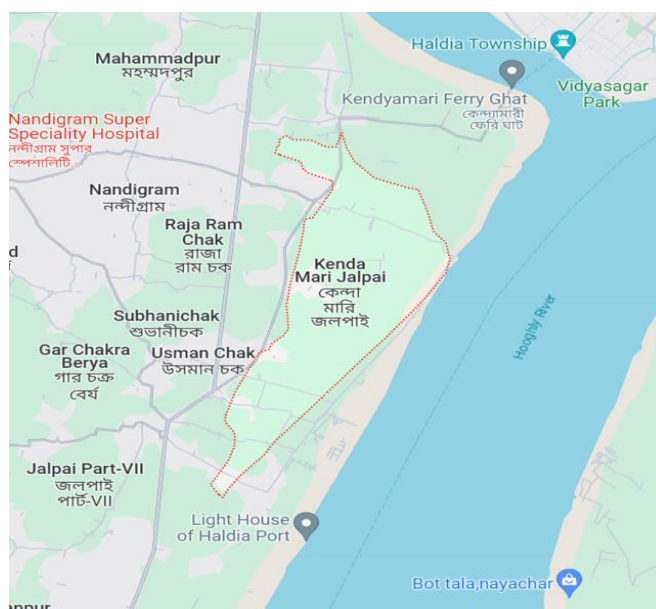 Mahammadpur
মহম্মদপুর
Haldia Township
Vidyasagar
Park
Kendyamari Ferry Ghat
কেন্দ্যামারী
ফেরি ঘাট
Nandigram Super
Speciality Hospital
নন্দীগ্রাম সুপার
স্পেশালিটি...
Nandigram
নন্দীগ্রাম
Raja Ram
Chak
রাজা
রাম চক
d
Kenda
Mari Jalpai
কেন্দা
মারি
জলপাই
Hooghly River
Subhanichak
শুভানীচক
Gar Chakra
Berya
গার চক্র
বের্য
Usman Chak
উসমান চক
Jalpai Part-VII
জলপাই
পার্ট-VII
Light House
of Haldia Port
Bot tala,nayachar